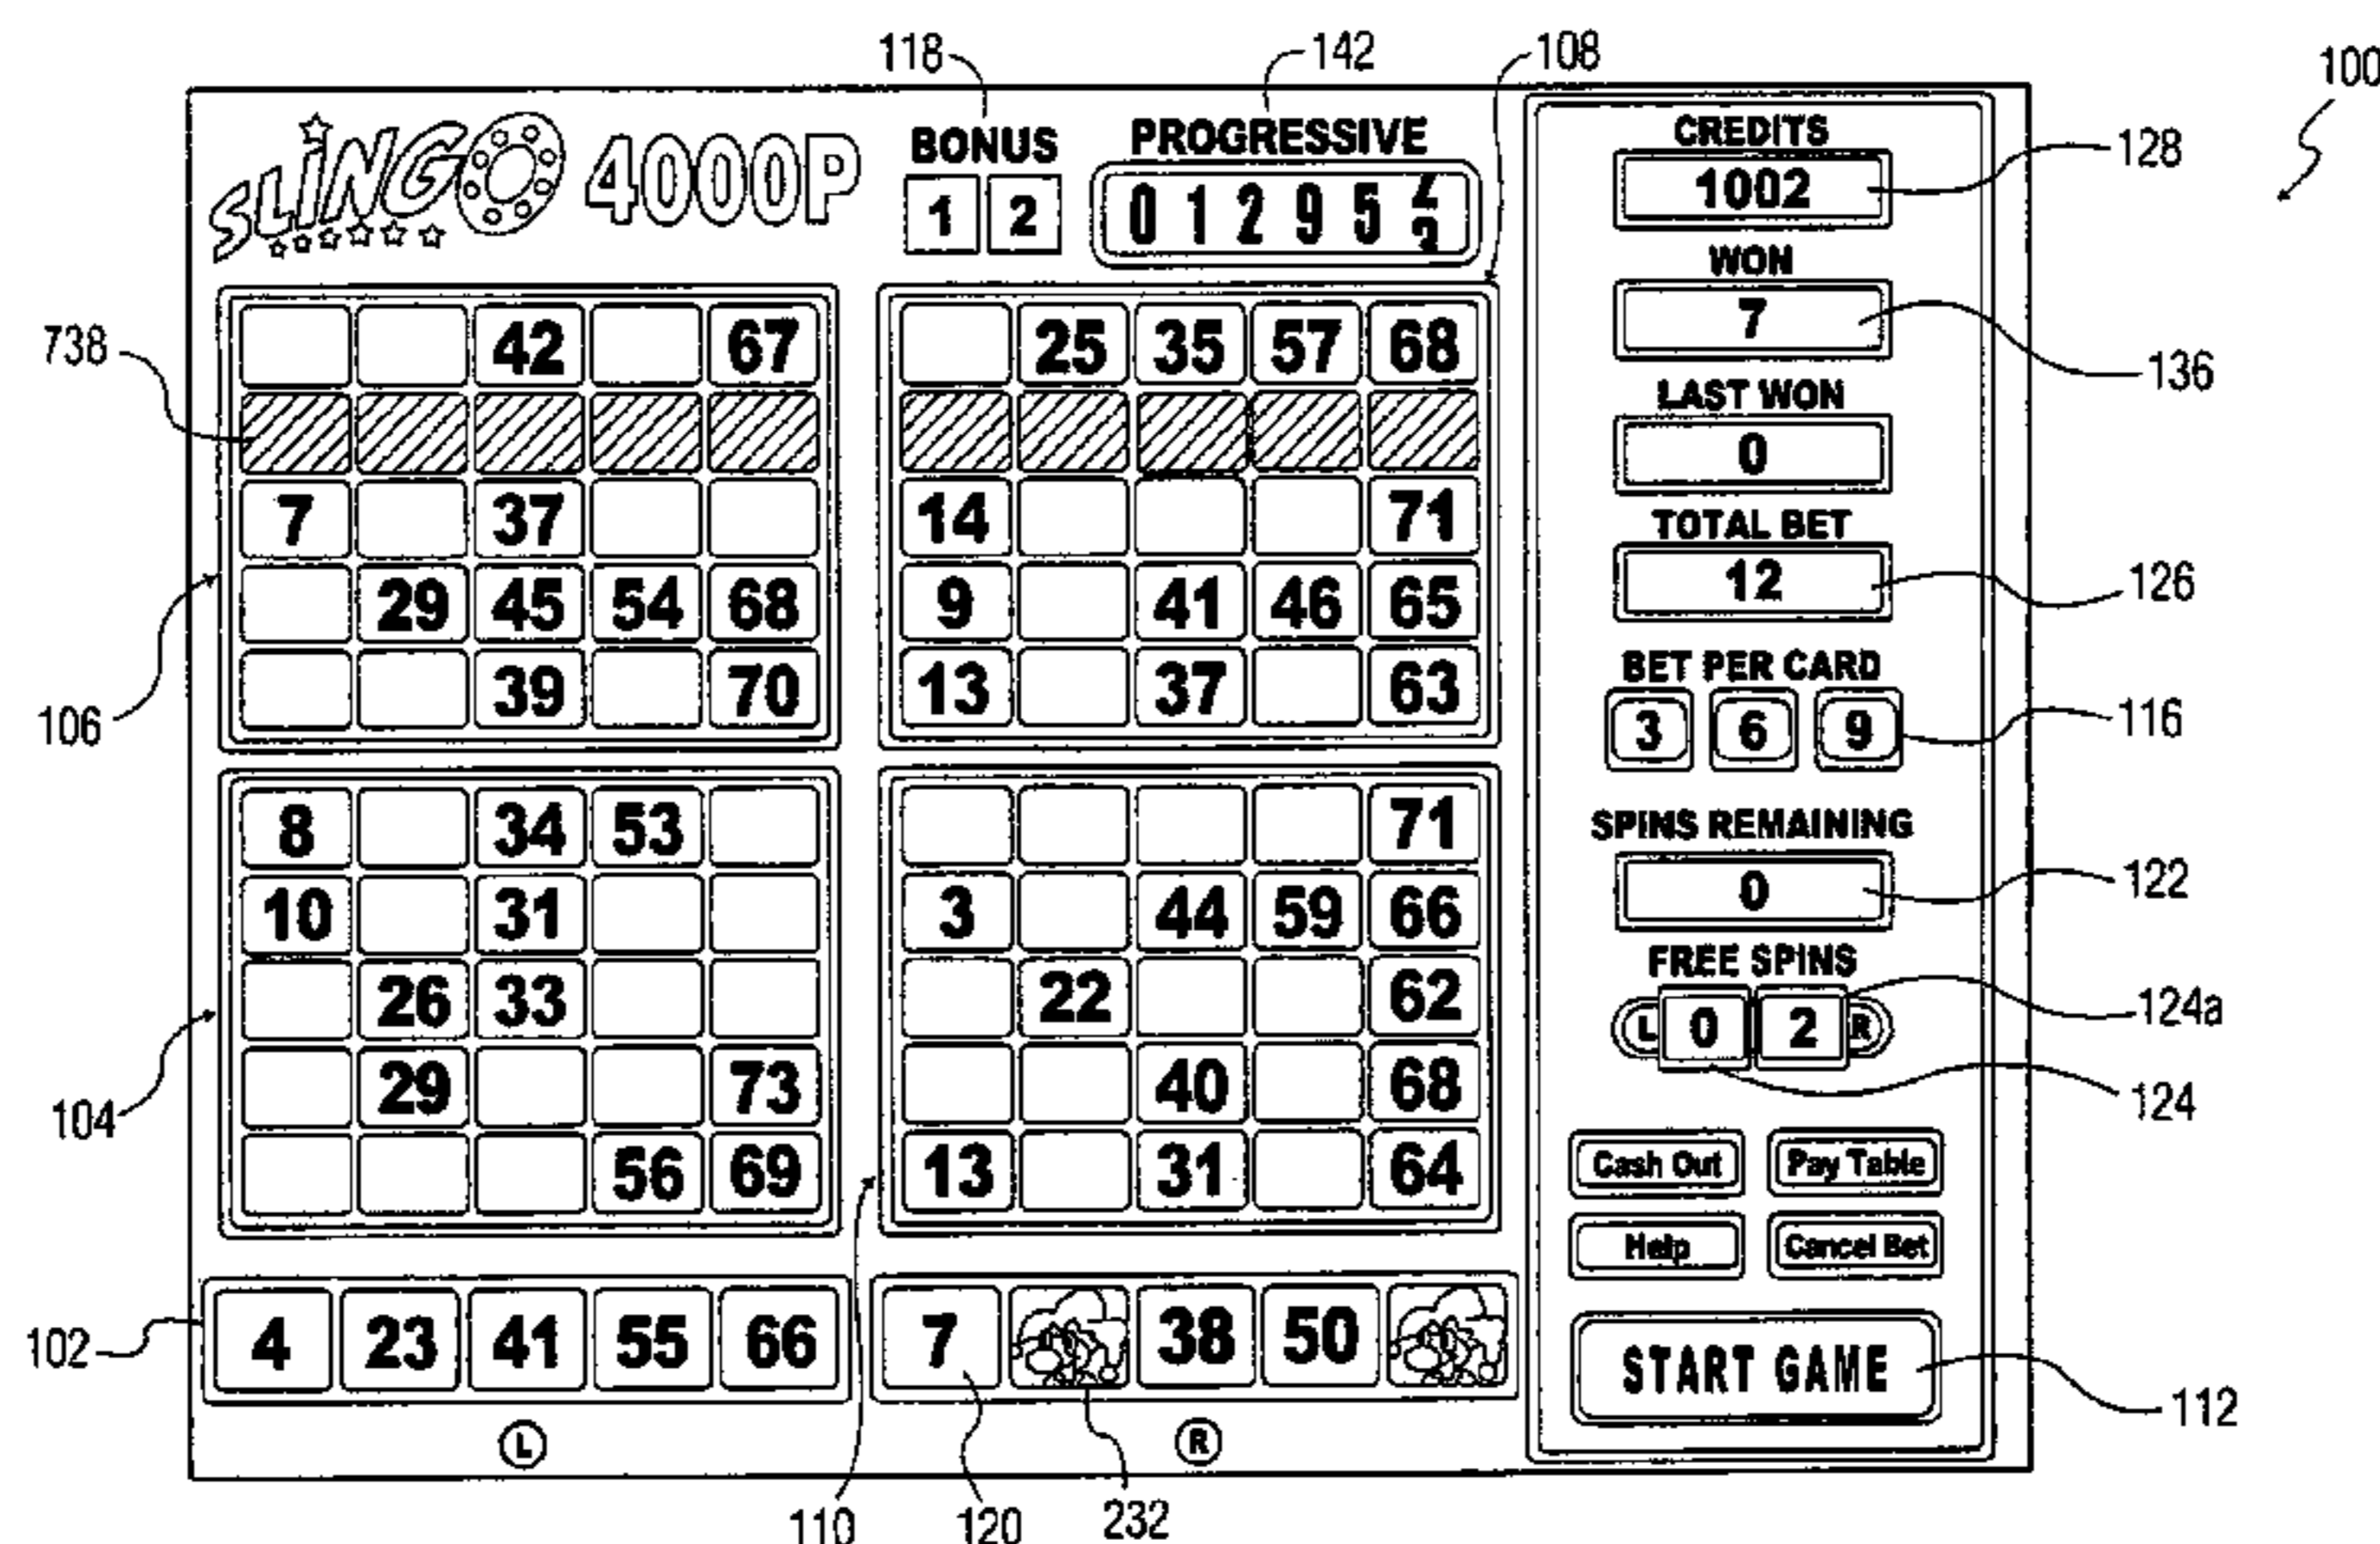 118 142 108 100
SLINGO 4000P
BONUS
1 2
PROGRESSIVE
0 1 2 9 5
CREDITS
1002
128
WON
7
136
LAST WON
0
TOTAL BET
12
126
BET PER CARD
3 6 9
116
SPINS REMAINING
0
122
FREE SPINS
L 0 2 R
124a
124
Cash Out Pay Table
Help Cancel Bet
START GAME
112
738
42 67
7 37
29 45 54 68
39 70
106
25 35 57 68
14 71
9 41 46 65
13 37 63
8 34 53
10 31
26 33
29 73
56 69
104
71
3 44 59 66
22 62
40 68
13 31 64
102
4 23 41 55 66
7 38 50
L R
110 120 232